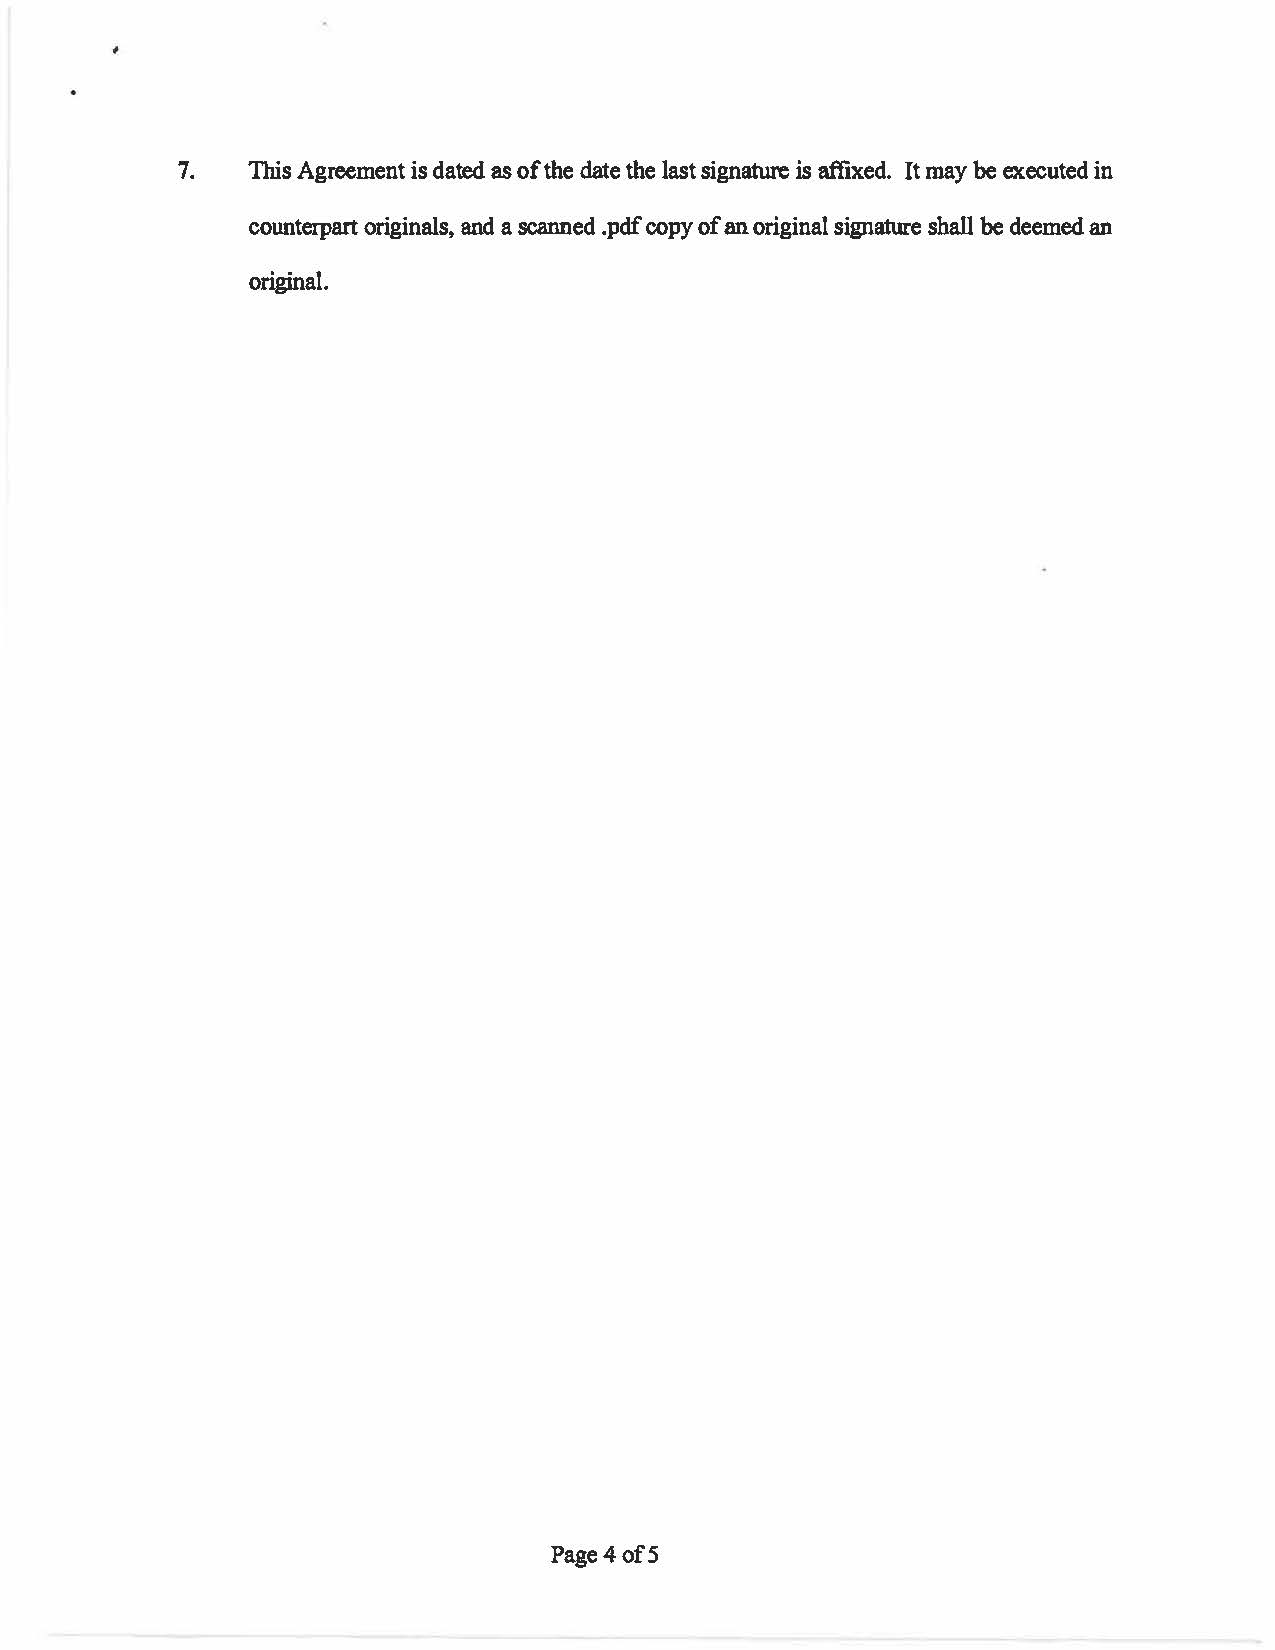 7. This Agreement is dated as of the date the last signature is affixed. It may be executed in
counterpart originals, and a scanned .pdf copy of an original signature shall be deemed an
original.
Page 4 of 5